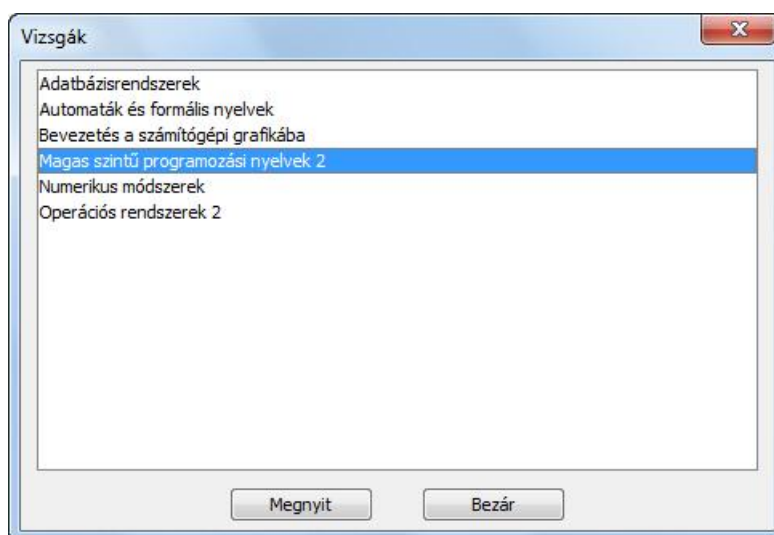 Vizsgák
Adatbázisrendszerek
Automaták és formális nyelvek
Bevezetés a számítógépi grafikába
Magas szintű programozási nyelvek 2
Numerikus módszerek
Operációs rendszerek 2
Megnyit
Bezár